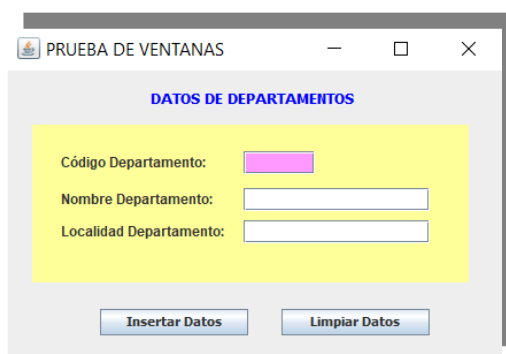 PRUEBA DE VENTANAS
DATOS DE DEPARTAMENTOS
Código Departamento:
Nombre Departamento:
Localidad Departamento:
Insertar Datos Limpiar Datos